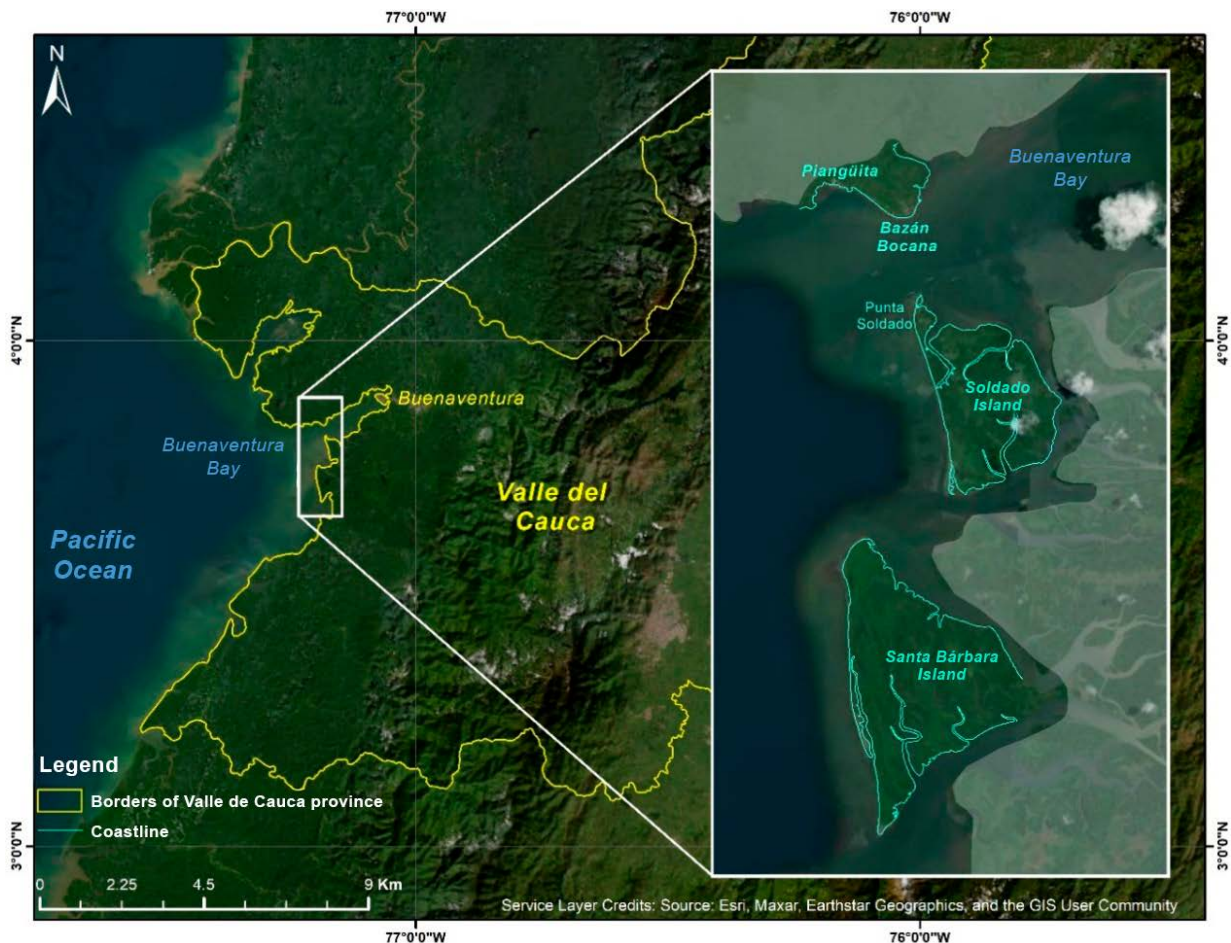 77°0'0"W
76°0'0"W
N
Buenaventura
Bay
Piangüita
Bazán
Bocana
Punta
Soldado
4°0'0"N
4°0'0"N
Soldado
Island
Buenaventura
Buenaventura
Bay
Valle del
Cauca
Pacific
Ocean
Santa Bárbara
Island
Legend
Borders of Valle de Cauca province
Coastline
3°0'0"N
3°0'0"N
0 2.25 4.5 9 Km
Service Layer Credits: Source: Esri, Maxar, Earthstar Geographics, and the GIS User Community
77°0'0"W
76°0'0"W